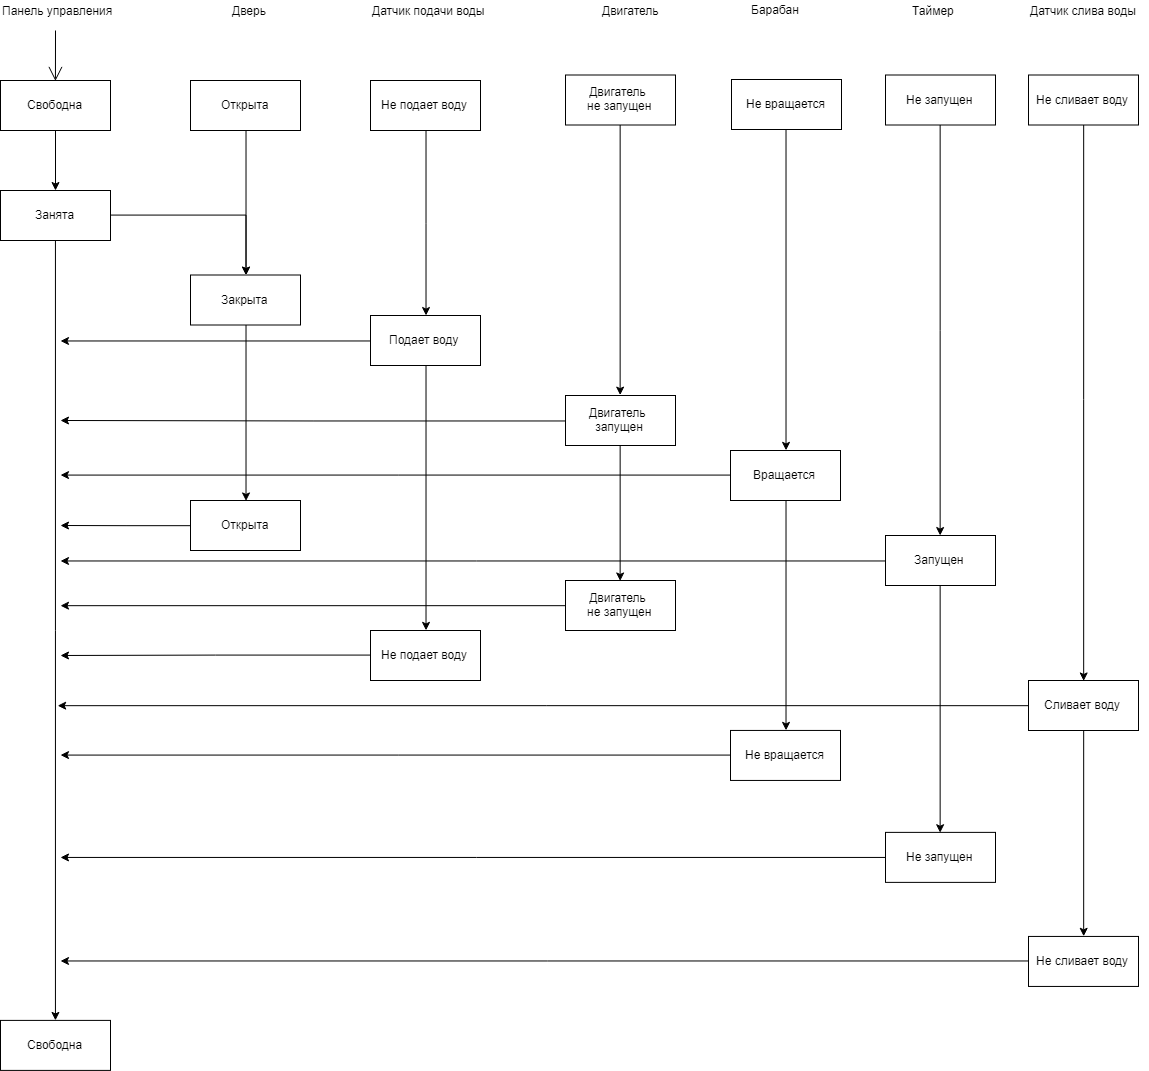 Панель управления
Дверь
Датчик подачи воды
Двигатель
Барабан
Таймер
Датчик слива воды
Свободна
Открыта
Не подает воду
Двигатель
не запущен
Не вращается
Не запущен
Не сливает воду
Занята
Закрыта
Подает воду
Двигатель
запущен
Вращается
Открыта
Запущен
Двигатель
не запущен
Не подает воду
Сливает воду
Не вращается
Не запущен
Не сливает воду
Свободна